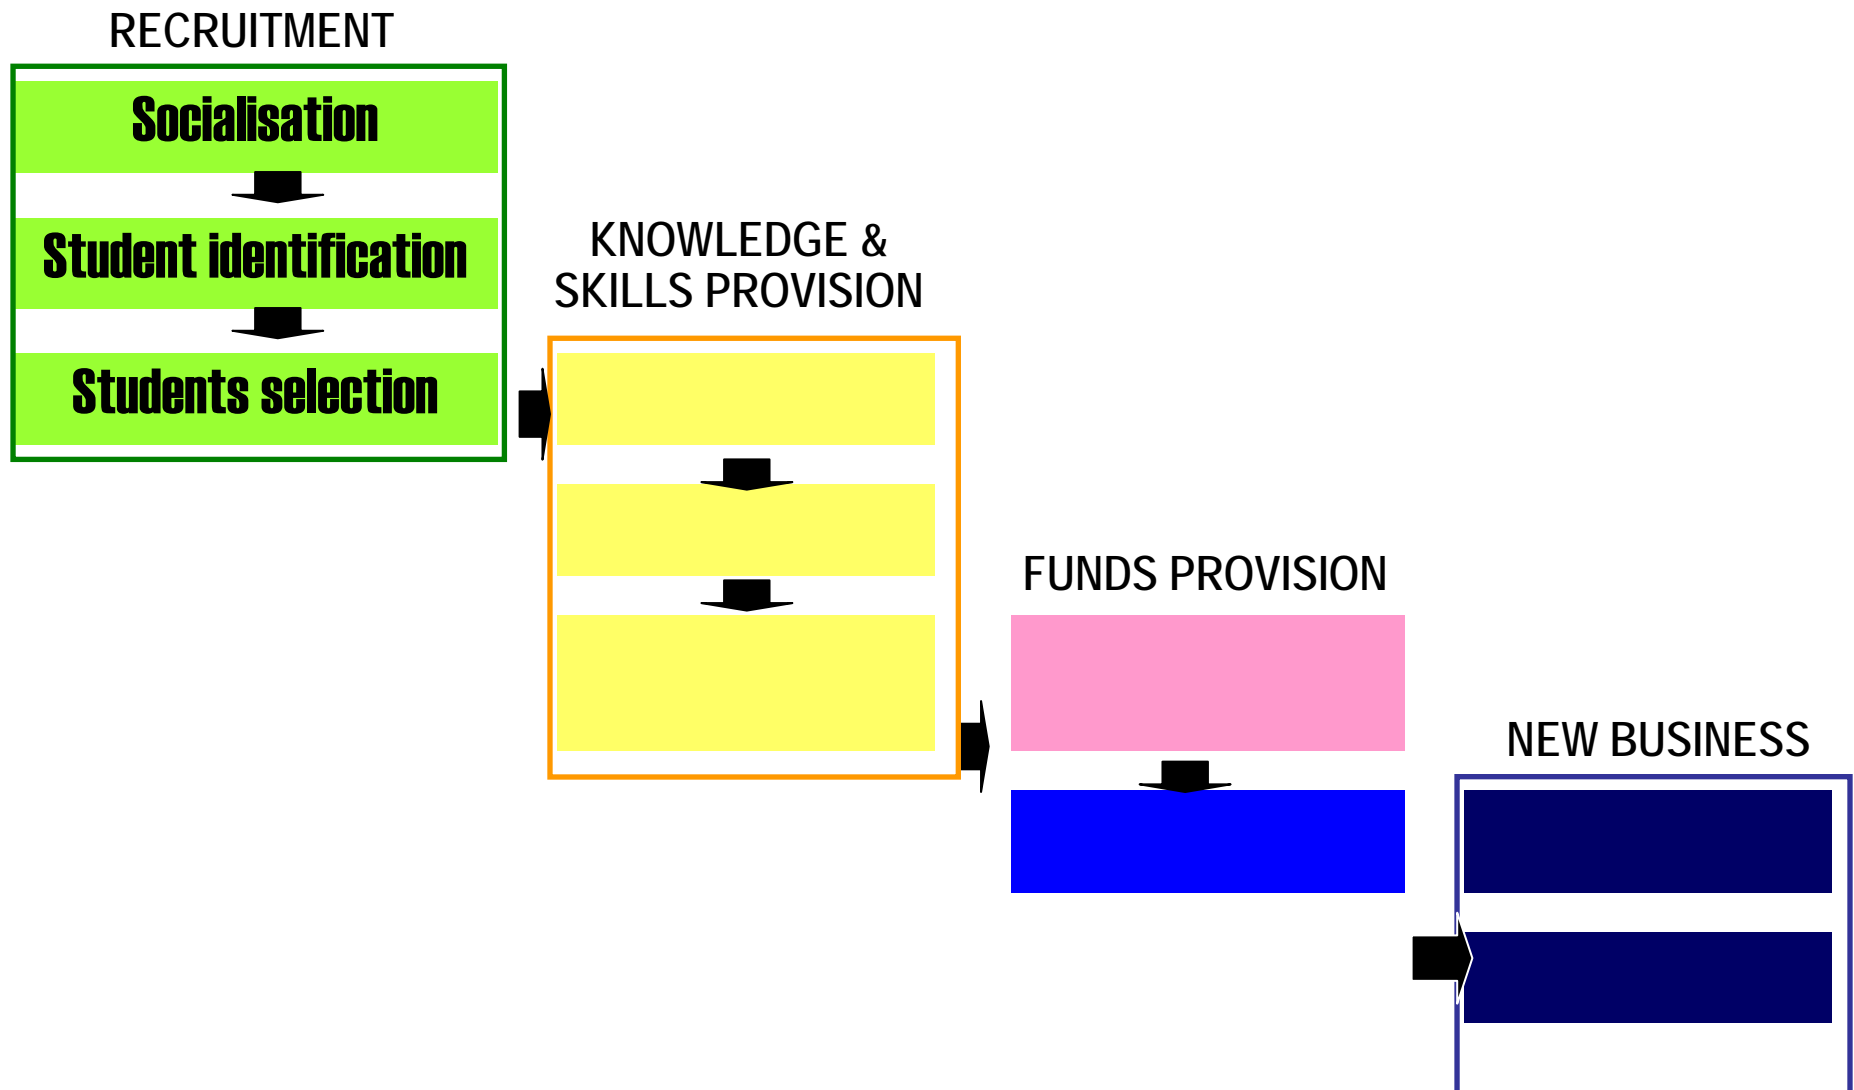 RECRUITMENT
Socialisation
Student identification
Students selection
KNOWLEDGE &
SKILLS PROVISION
FUNDS PROVISION
NEW BUSINESS